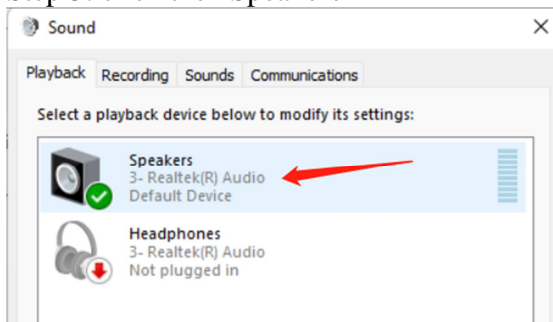 Sound
Playback Recording Sounds Communications
Select a playback device below to modify its settings:
Speakers
3- Realtek(R) Audio
Default Device
Headphones
3- Realtek(R) Audio
Not plugged in